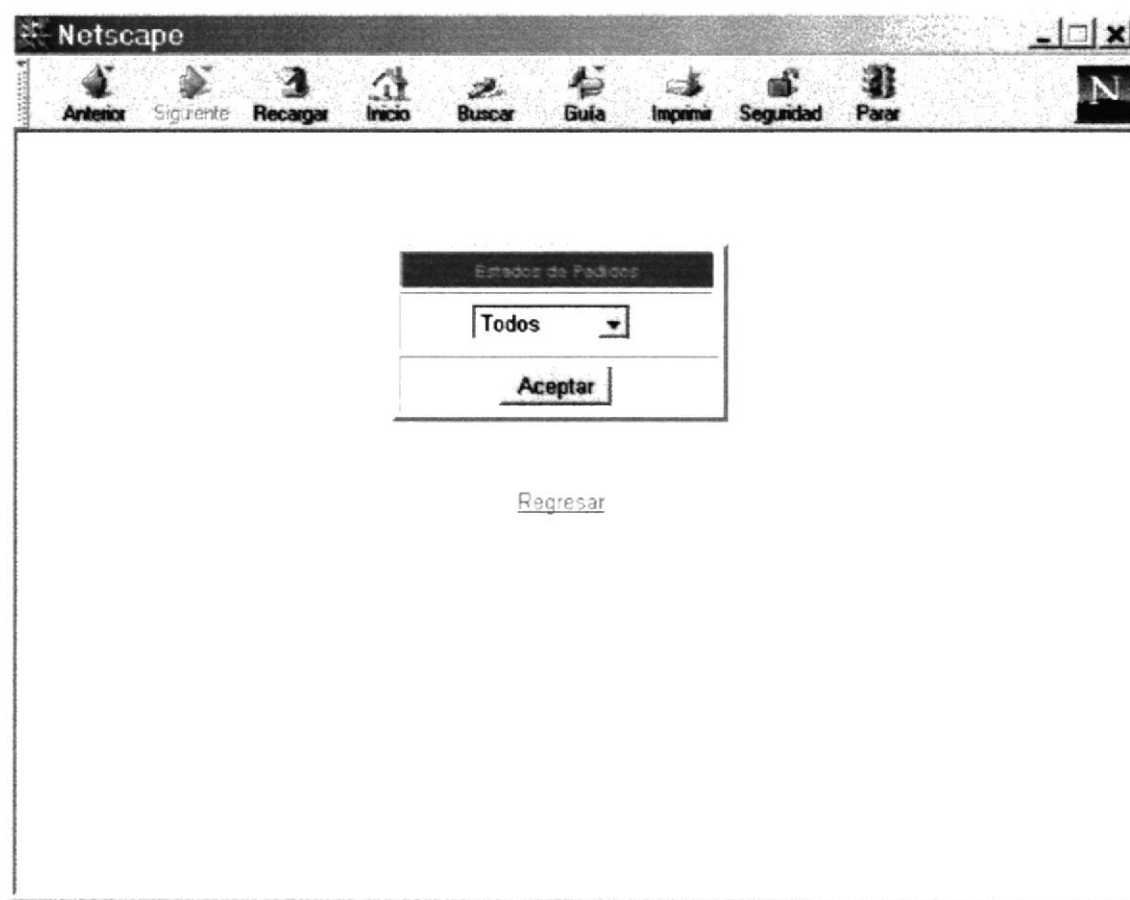 Netscape
Anterior Siguiente Recargar Inicio Buscar Guía Imprimir Seguridad Parar
N
Estados de Pedidos
Todos
Aceptar
Regresar